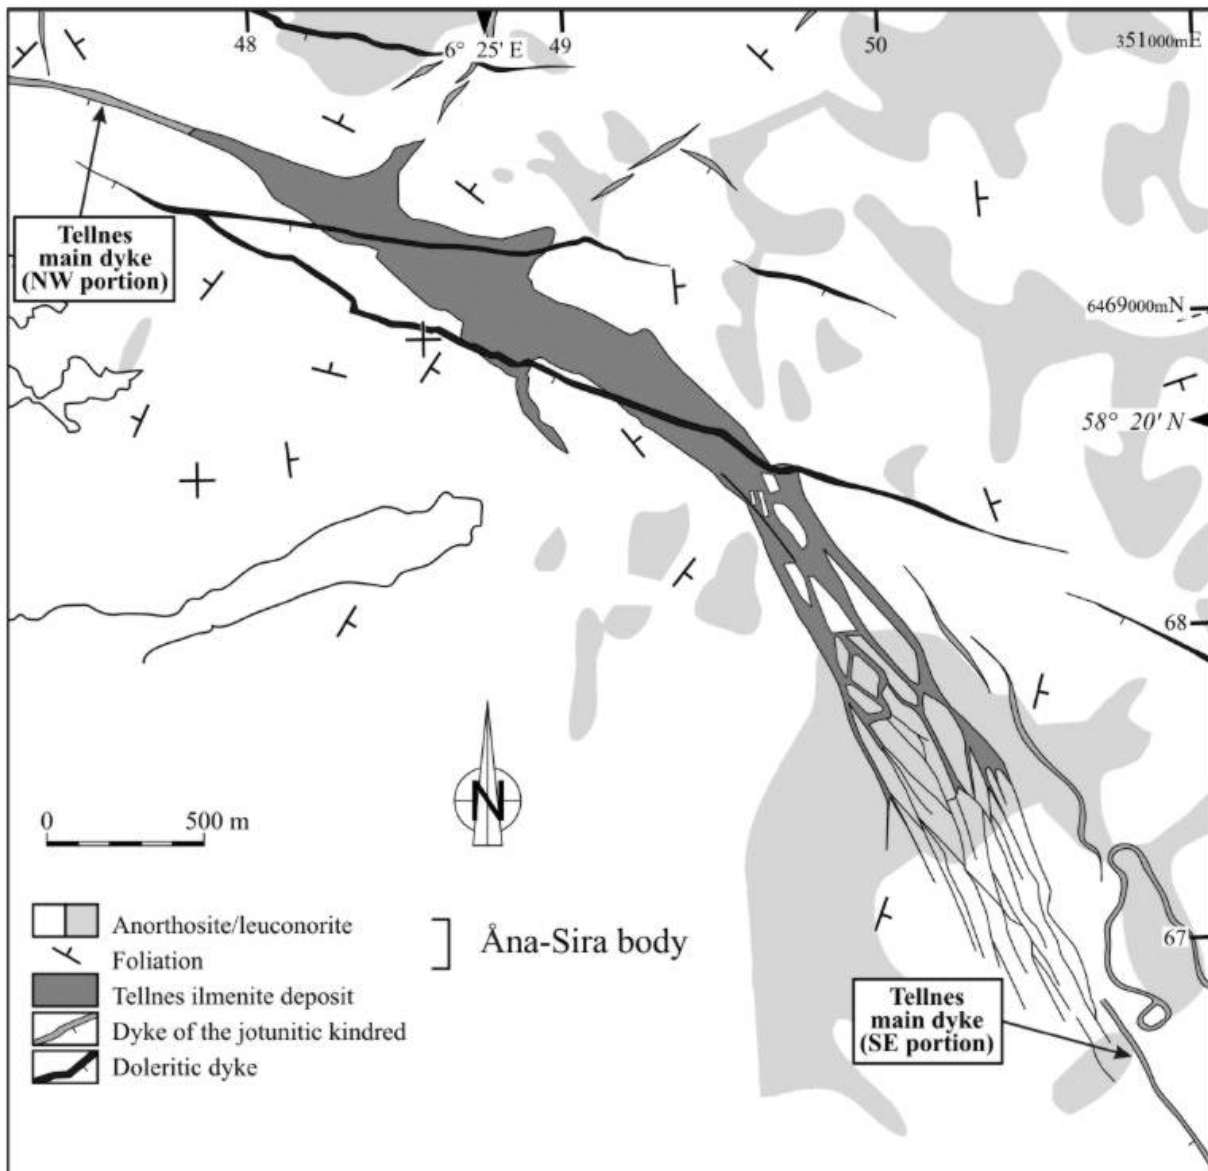 48
49
50
351000mE
6° 25' E
Tellnes
main dyke
(NW portion)
6469000mN
58° 20' N
68
N
0 500 m
67
Anorthosite/leuconorite
Foliation
Åna-Sira body
Tellnes ilmenite deposit
Dyke of the jotunitic kindred
Doleritic dyke
Tellnes
main dyke
(SE portion)